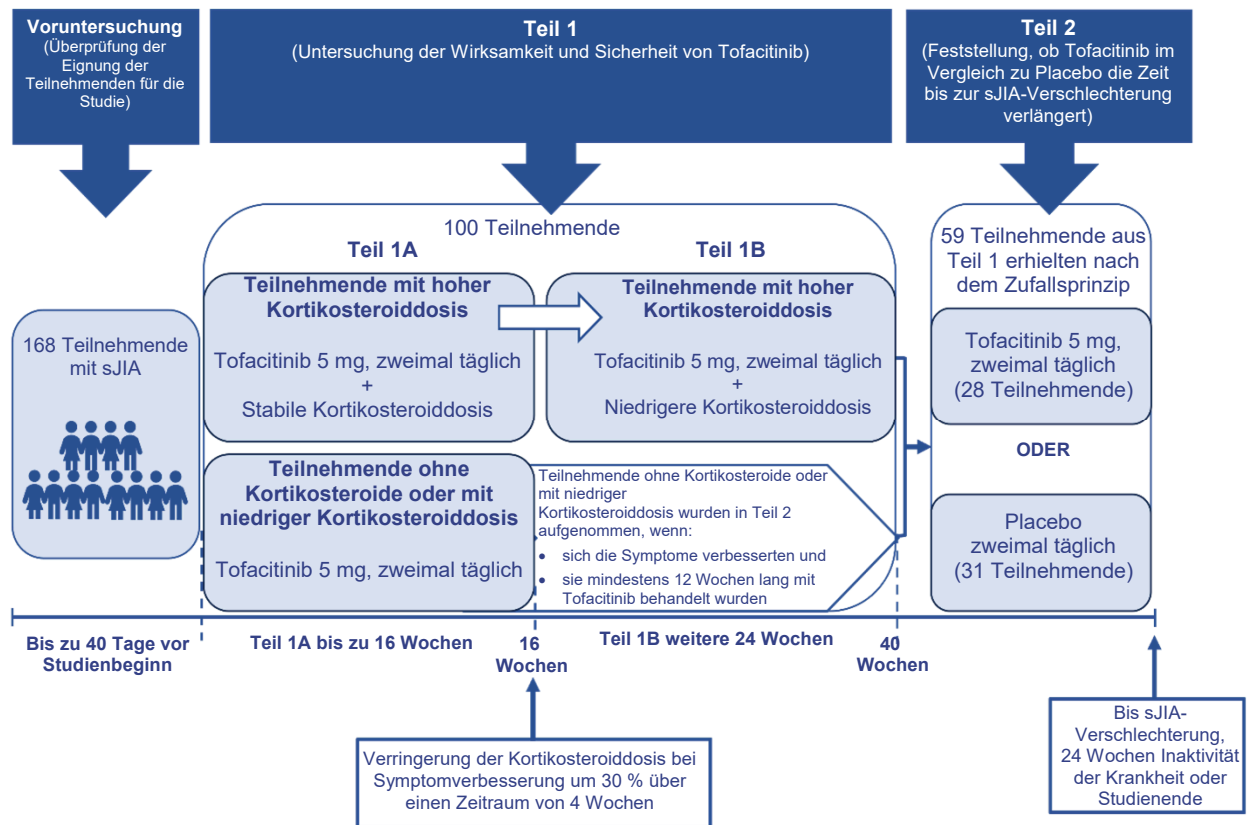 Voruntersuchung
(Überprüfung der
Eignung der
Teilnehmenden für die
Studie)
Teil 1
(Untersuchung der Wirksamkeit und Sicherheit von Tofacitinib)
Teil 2
(Feststellung, ob Tofacitinib im
Vergleich zu Placebo die Zeit
bis zur sJIA-Verschlechterung
verlängert)
168 Teilnehmende
mit sJIA
100 Teilnehmende
Teil 1A
Teilnehmende mit hoher
Kortikosteroiddosis
Tofacitinib 5 mg, zweimal täglich
+
Stabile Kortikosteroiddosis
Teil 1B
Teilnehmende mit hoher
Kortikosteroiddosis
Tofacitinib 5 mg, zweimal täglich
+
Niedrigere Kortikosteroiddosis
Teilnehmende ohne
Kortikosteroide oder mit
niedriger Kortikosteroiddosis
Tofacitinib 5 mg, zweimal täglich
Teilnehmende ohne Kortikosteroide oder
mit niedriger
Kortikosteroiddosis wurden in Teil 2
aufgenommen, wenn:
• sich die Symptome verbesserten und
• sie mindestens 12 Wochen lang mit
Tofacitinib behandelt wurden
59 Teilnehmende aus
Teil 1 erhielten nach
dem Zufallsprinzip
Tofacitinib 5 mg,
zweimal täglich
(28 Teilnehmende)
ODER
Placebo
zweimal täglich
(31 Teilnehmende)
Bis zu 40 Tage vor
Studienbeginn
Teil 1A bis zu 16 Wochen
16
Wochen
Teil 1B weitere 24 Wochen
40
Wochen
Verringerung der Kortikosteroiddosis bei
Symptomverbesserung um 30 % über
einen Zeitraum von 4 Wochen
Bis sJIA-
Verschlechterung,
24 Wochen Inaktivität
der Krankheit oder
Studienende